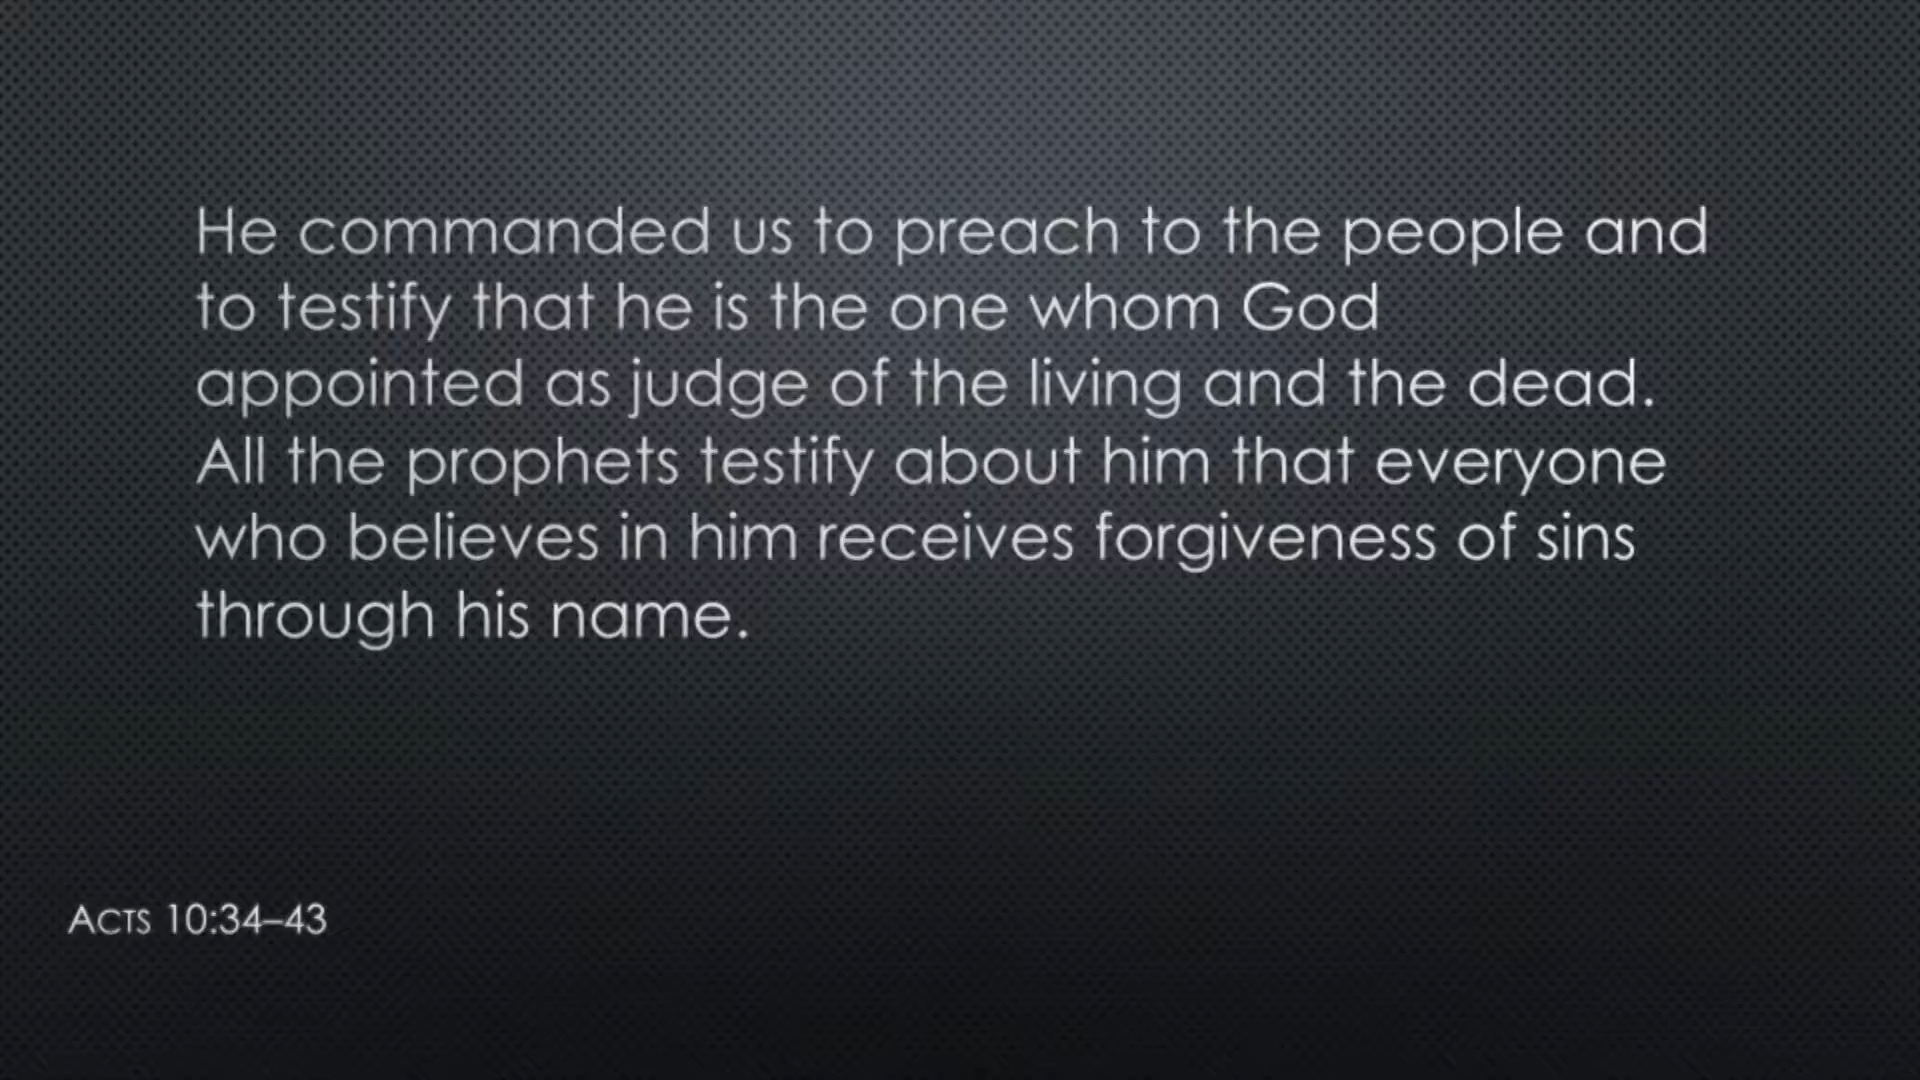 He commanded us to preach to the people and
to testify that he is the one whom God
appointed as judge of the living and the dead.
All the prophets testify about him that everyone
who believes in him receives forgiveness of sins
through his name.
Acts 10:34–43